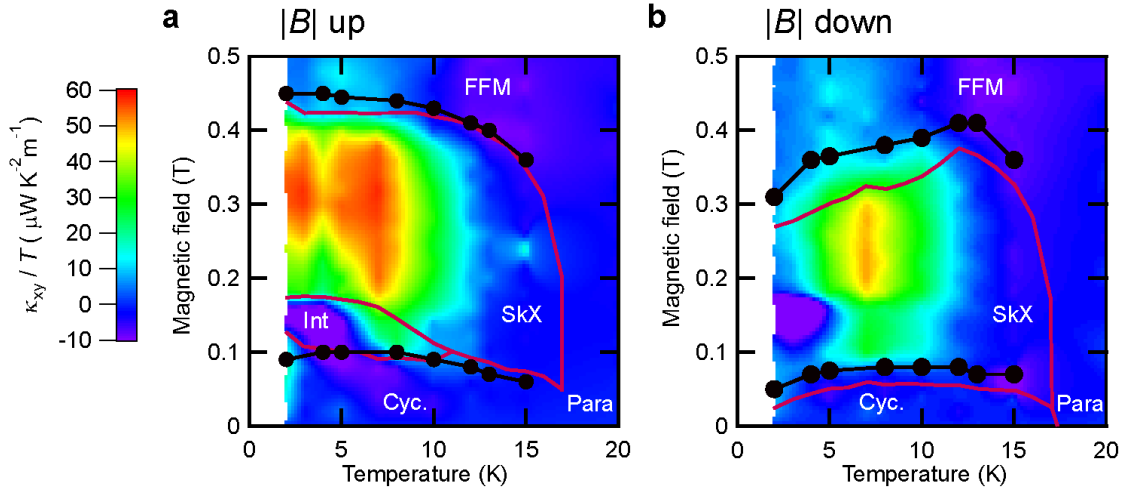 a
|B| up
b
|B| down
κxy / T ( μW K-2 m-1)
60
50
40
30
20
10
0
-10
Magnetic field (T)
0.5
0.4
0.3
0.2
0.1
0
FFM
SkX
Int
Cyc.
Para
0
5
10
15
20
Temperature (K)
Magnetic field (T)
0.5
0.4
0.3
0.2
0.1
0
FFM
SkX
Cyc.
Para
0
5
10
15
20
Temperature (K)